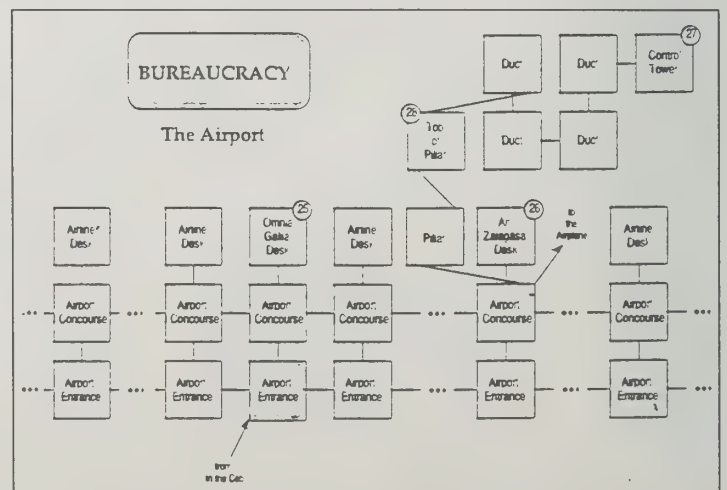 BUREAUCRACY
The Airport
Duct
Duct
Control
Tower
27
26
Top
of
Pillar
Duct
Duct
Airline
Desk
Airline
Desk
Omnia
Gallia
Desk
25
Airline
Desk
Pillar
Air
Zalagasa
Desk
26
to
the
Airplane
Airline
Desk
Airport
Concourse
Airport
Concourse
Airport
Concourse
Airport
Concourse
Airport
Concourse
Airport
Concourse
Airport
Entrance
Airport
Entrance
Airport
Entrance
Airport
Entrance
Airport
Entrance
Airport
Entrance
from
in the Cab